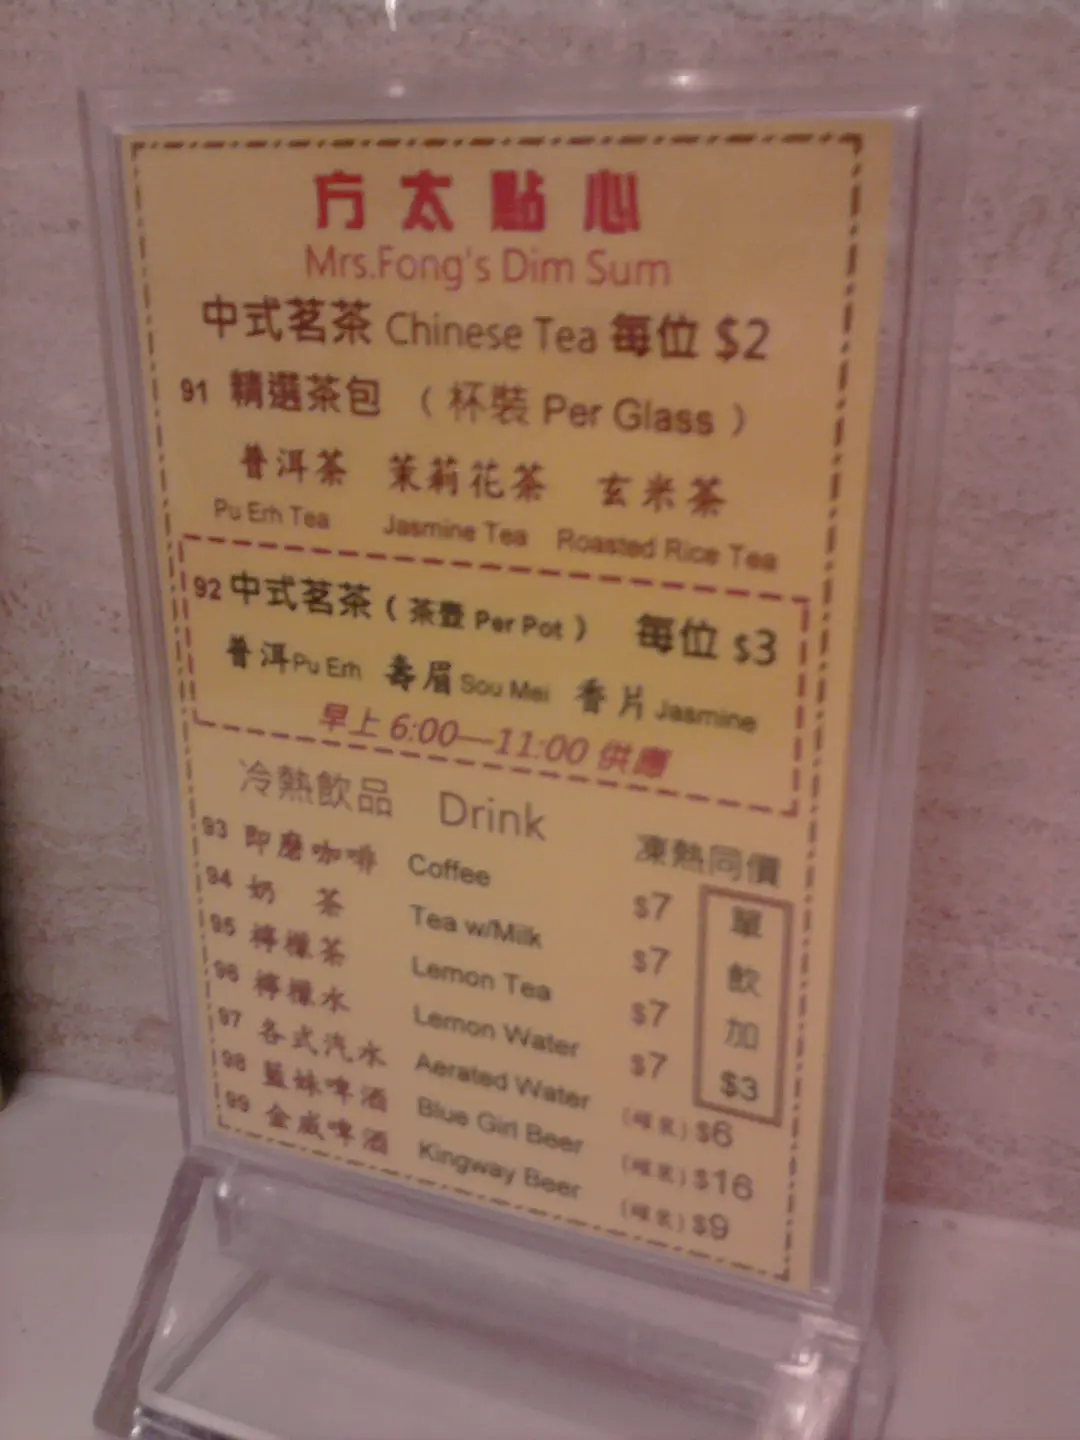 方太點心
Mrs.Fong's Dim Sum
中式茗茶 Chinese Tea 每位 $2
91 精選茶包 ( 杯裝 Per Glass )
普洱茶 茉莉花茶 玄米茶
Pu Erh Tea Jasmine Tea Roasted Rice Tea
92 中式茗茶 ( 茶壺 Per Pot ) 每位 $3
普洱 Pu Erh 壽眉 Sou Mei 香片 Jasmine
早上 6:00—11:00 供應
冷熱飲品 Drink 凍熱同價
93 即磨咖啡 Coffee $7
94 奶 茶 Tea w/Milk $7
95 檸檬茶 Lemon Tea $7
96 檸檬水 Lemon Water $7
97 各式汽水 Aerated Water (罐裝) $6
98 藍妹啤酒 Blue Girl Beer (罐裝) $16
99 金威啤酒 Kingway Beer (罐裝) $9
單
飲
加
$3